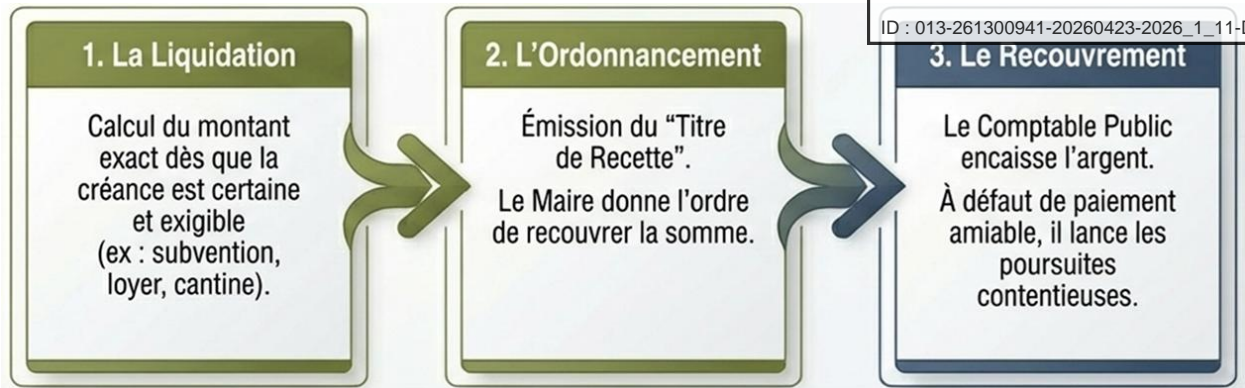 ID : 013-261300941-20260423-2026_1_11-D
1. La Liquidation
Calcul du montant
exact dès que la
créance est certaine
et exigible
(ex : subvention,
loyer, cantine).
2. L'Ordonnancement
Émission du “Titre
de Recette”.
Le Maire donne l'ordre
de recouvrer la somme.
3. Le Recouvrement
Le Comptable Public
encaisse l'argent.
À défaut de paiement
amiable, il lance les
poursuites
contentieuses.